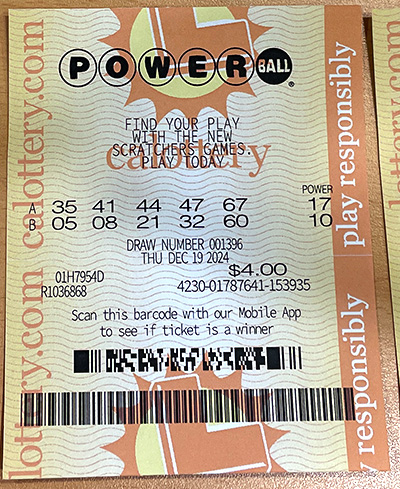 POWER BALL
FIND YOUR PLAY
WITH THE NEW
SCRATCHERS GAMES.
PLAY TODAY
calottery
POWER
A 35 41 44 47 67 17
B 05 08 21 32 60 10
DRAW NUMBER 001396
THU DEC 19 2024
01H7954D $4.00
R1036868 4230-01787641-153935
Scan this barcode with our Mobile App
to see if ticket is a winner
lottery.com calottery.com
play responsibly
responsibly